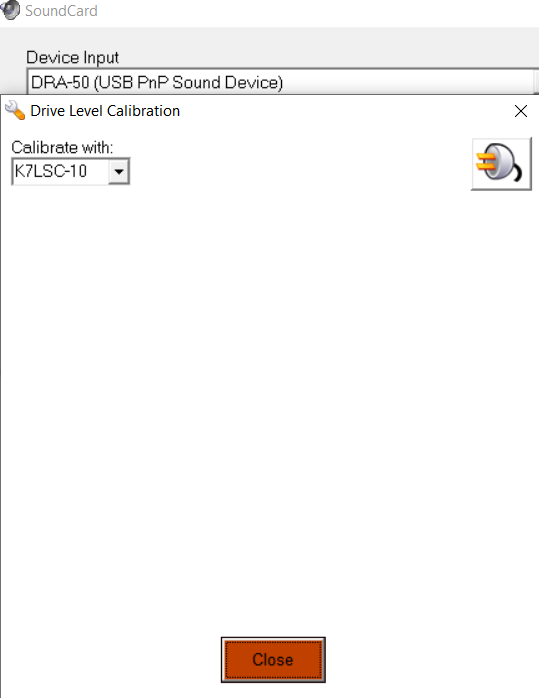 SoundCard
Device Input
DRA-50 (USB PnP Sound Device)
Drive Level Calibration
Calibrate with:
K7LSC-10
Close